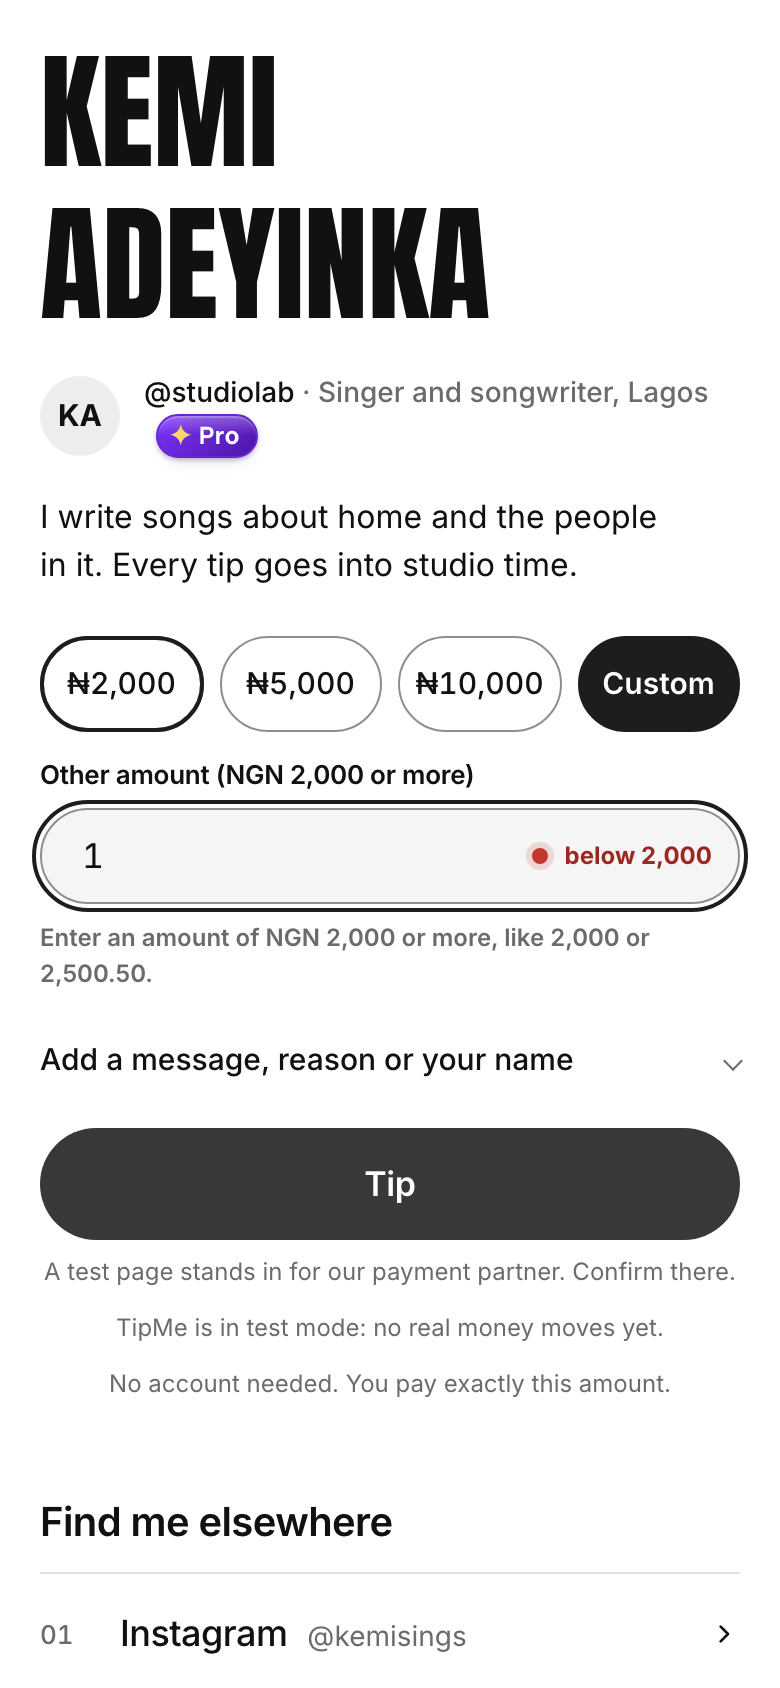 KEMI
ADEYINKA
KA
@studiolab · Singer and songwriter, Lagos
✦ Pro
I write songs about home and the people
in it. Every tip goes into studio time.
₦2,000 ₦5,000 ₦10,000 Custom
Other amount (NGN 2,000 or more)
1 below 2,000
Enter an amount of NGN 2,000 or more, like 2,000 or
2,500.50.
Add a message, reason or your name
Tip
A test page stands in for our payment partner. Confirm there.
TipMe is in test mode: no real money moves yet.
No account needed. You pay exactly this amount.
Find me elsewhere
01 Instagram @kemisings